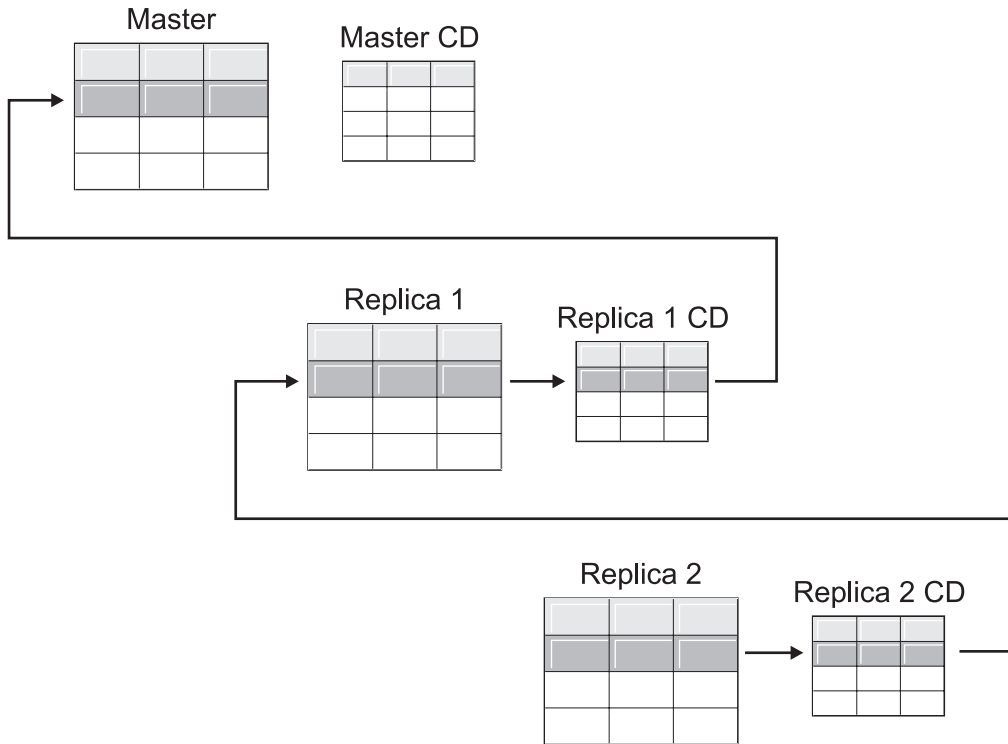 Master
Master CD
Replica 1
Replica 1 CD
Replica 2
Replica 2 CD